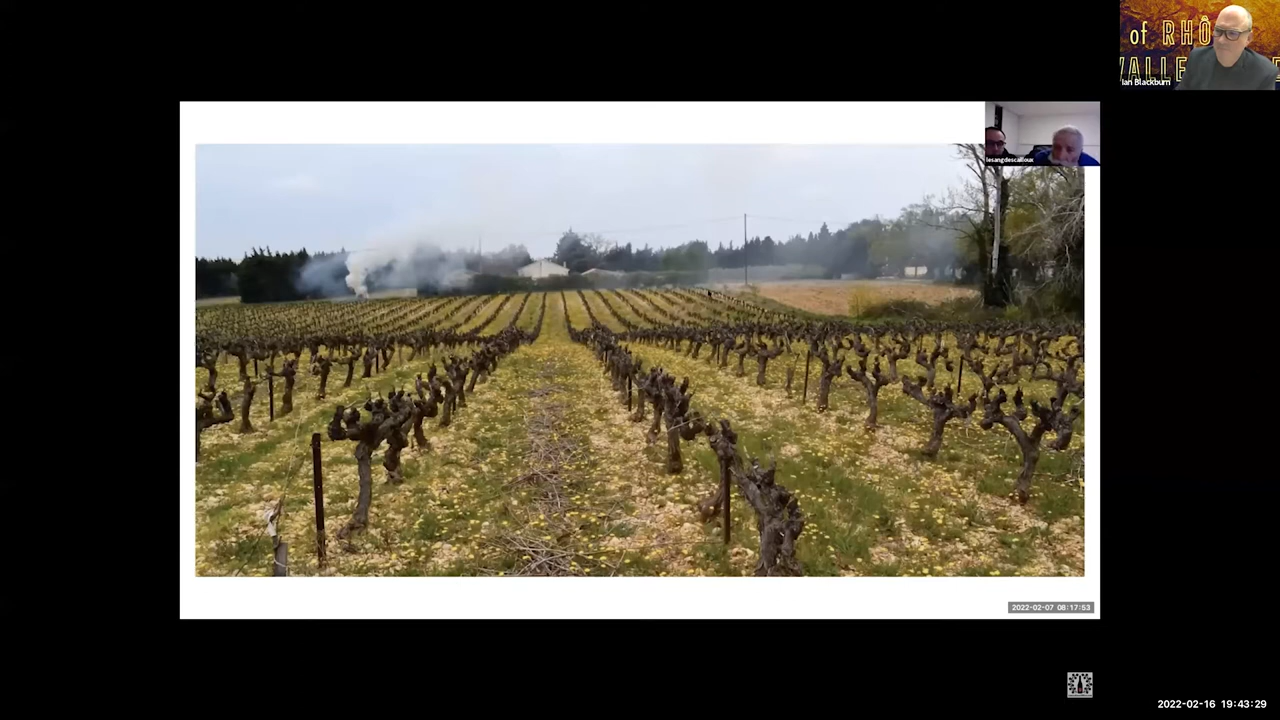 of RHÔ
VALLE
Ian Blackburn
lesangdescailloux
2022-02-07 08:17:53
2022-02-16 19:43:29